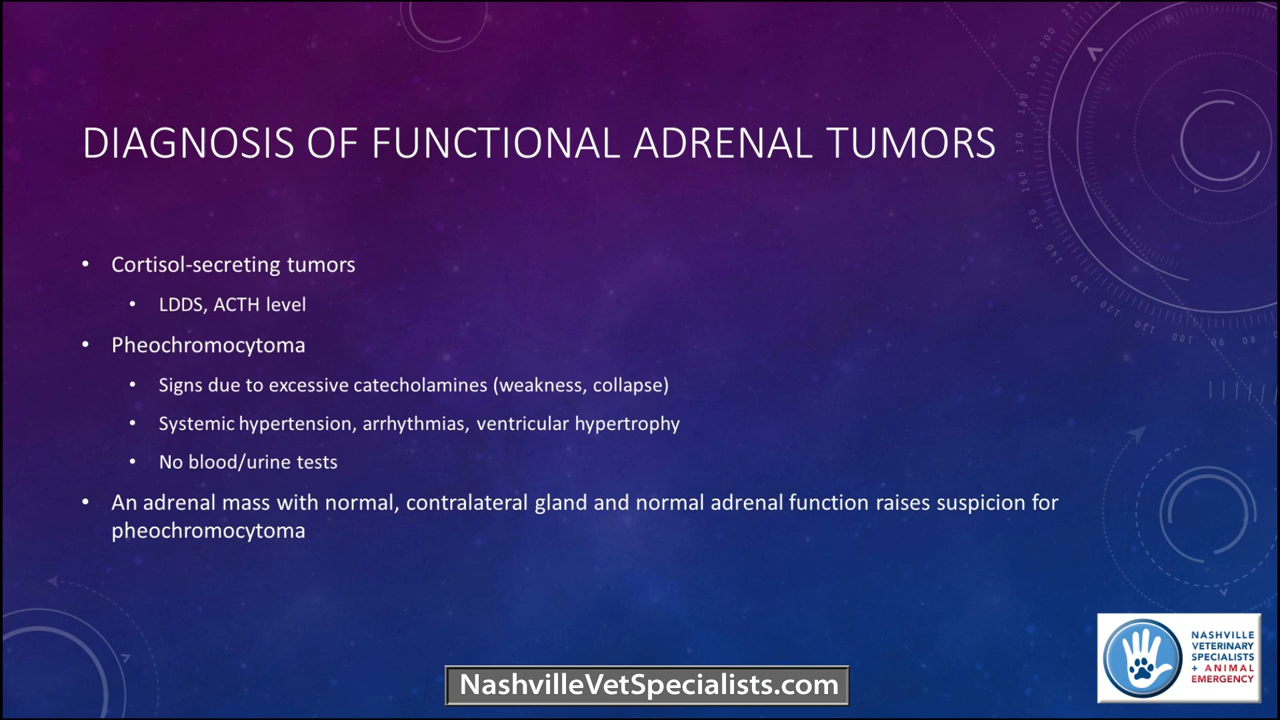 DIAGNOSIS OF FUNCTIONAL ADRENAL TUMORS
• Cortisol-secreting tumors
• LDDS, ACTH level
• Pheochromocytoma
• Signs due to excessive catecholamines (weakness, collapse)
• Systemic hypertension, arrhythmias, ventricular hypertrophy
• No blood/urine tests
• An adrenal mass with normal, contralateral gland and normal adrenal function raises suspicion for
pheochromocytoma
NASHVILLE
VETERINARY
SPECIALISTS
+ ANIMAL
EMERGENCY
NashvilleVetSpecialists.com